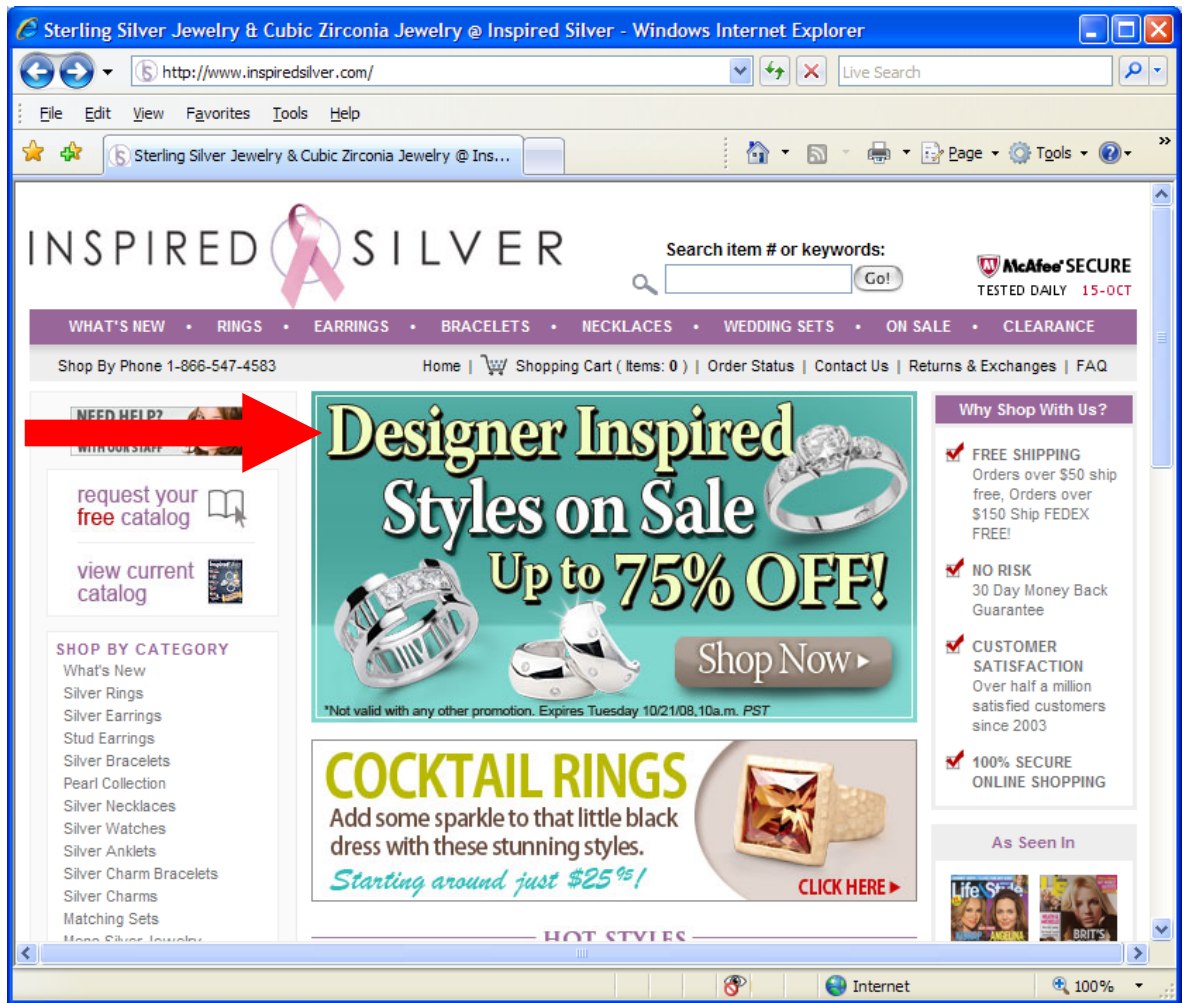 Sterling Silver Jewelry & Cubic Zirconia Jewelry @ Inspired Silver - Windows Internet Explorer
http://www.inspiredsilver.com/
Live Search
File Edit View Favorites Tools Help
Sterling Silver Jewelry & Cubic Zirconia Jewelry @ Ins...
Page Tools
INSPIRED SILVER
Search item # or keywords:
Go!
McAfee SECURE
TESTED DAILY 15-OCT
WHAT'S NEW • RINGS • EARRINGS • BRACELETS • NECKLACES • WEDDING SETS • ON SALE • CLEARANCE
Shop By Phone 1-866-547-4583
Home | Shopping Cart ( Items: 0 ) | Order Status | Contact Us | Returns & Exchanges | FAQ
NEED HELP?
WITH OUR STAFF
request your
free catalog
view current
catalog
SHOP BY CATEGORY
What's New
Silver Rings
Silver Earrings
Stud Earrings
Silver Bracelets
Pearl Collection
Silver Necklaces
Silver Watches
Silver Anklets
Silver Charm Bracelets
Silver Charms
Matching Sets
Mens Silver Jewelry
Designer Inspired
Styles on Sale
Up to 75% OFF!
Shop Now
*Not valid with any other promotion. Expires Tuesday 10/21/08,10a.m. PST
COCKTAIL RINGS
Add some sparkle to that little black
dress with these stunning styles.
Starting around just $25.95!
CLICK HERE
HOT STYLES
Why Shop With Us?
FREE SHIPPING
Orders over $50 ship
free, Orders over
$150 Ship FEDEX
FREE!
NO RISK
30 Day Money Back
Guarantee
CUSTOMER
SATISFACTION
Over half a million
satisfied customers
since 2003
100% SECURE
ONLINE SHOPPING
As Seen In
Life & Style
ANGELINA
BRIT'S
Internet
100%